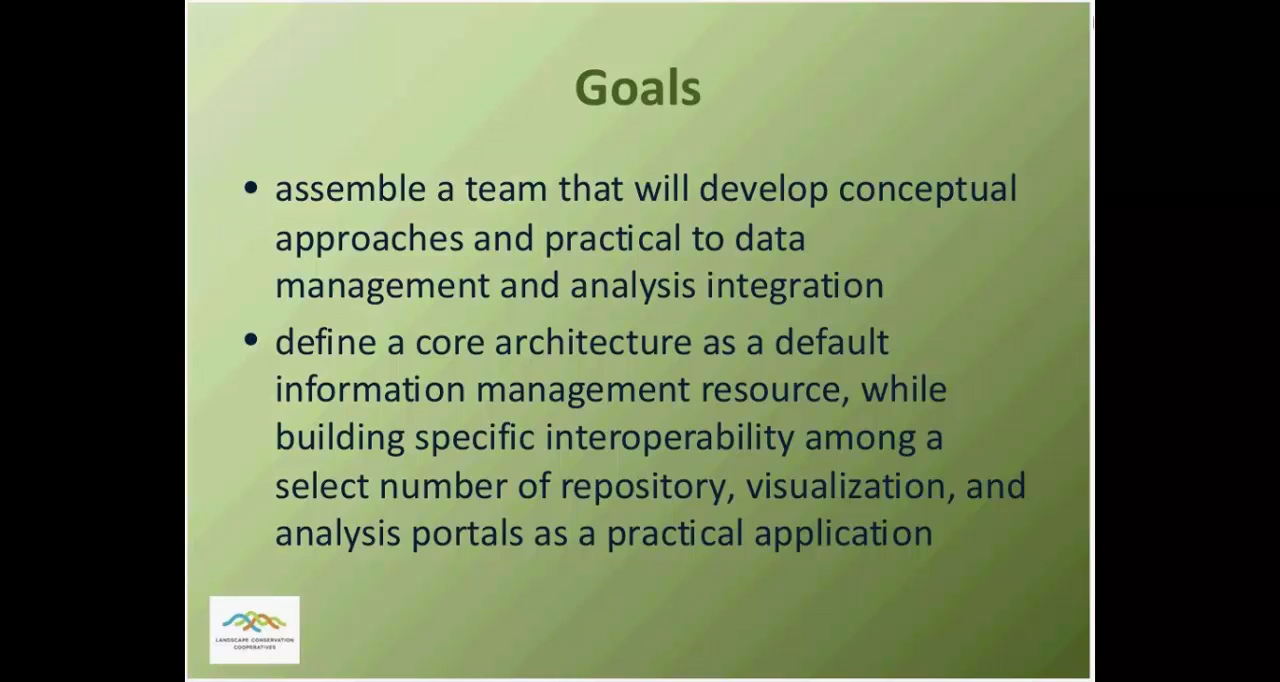 Goals
• assemble a team that will develop conceptual
approaches and practical to data
management and analysis integration
• define a core architecture as a default
information management resource, while
building specific interoperability among a
select number of repository, visualization, and
analysis portals as a practical application
LANDSCAPE CONSERVATION
COOPERATIVES